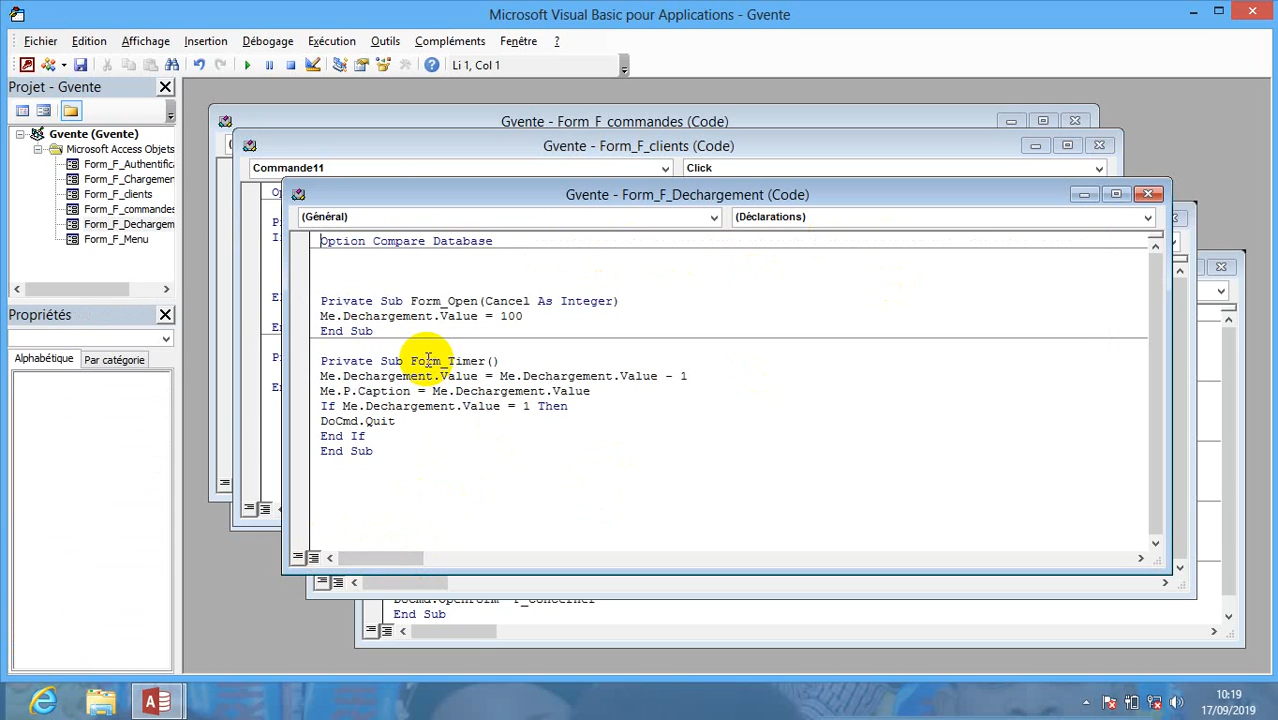 Microsoft Visual Basic pour Applications - Gvente
Fichier Edition Affichage Insertion Débogage Exécution Outils Compléments Fenêtre ?
Li 1, Col 1
Projet - Gvente
Gvente (Gvente)
Microsoft Access Objets
Form_F_Authentifica
Form_F_Chargement
Form_F_clients
Form_F_commandes
Form_F_Dechargem
Form_F_Menu
Propriétés
Alphabétique Par catégorie
Gvente - Form_F_commandes (Code)
Gvente - Form_F_clients (Code)
Commande11 Click
Gvente - Form_F_Dechargement (Code)
(Général) (Déclarations)
Option Compare Database
Private Sub Form_Open(Cancel As Integer)
Me.Dechargement.Value = 100
End Sub
Private Sub Form_Timer()
Me.Dechargement.Value = Me.Dechargement.Value - 1
Me.P.Caption = Me.Dechargement.Value
If Me.Dechargement.Value = 1 Then
DoCmd.Quit
End If
End Sub
End Sub
10:19
17/09/2019